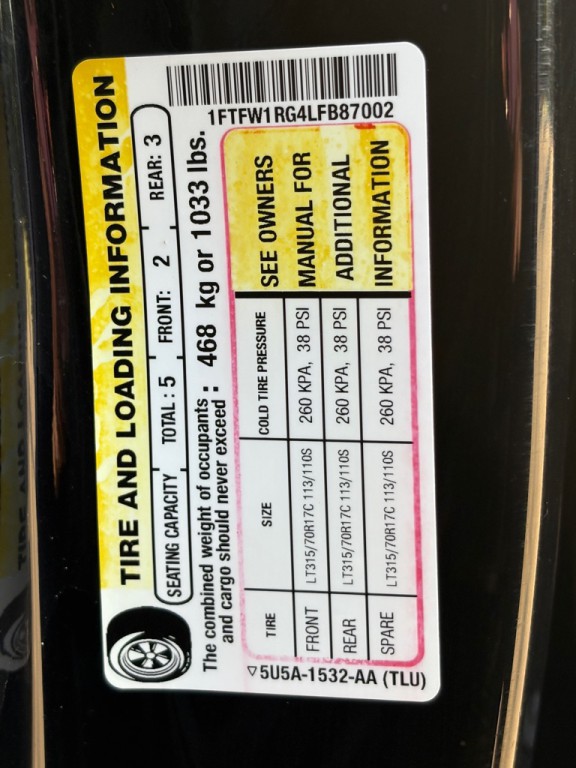 TIRE AND LOADING INFORMATION
SEATING CAPACITY TOTAL : 5 FRONT: 2 REAR: 3
The combined weight of occupants and cargo should never exceed : 468 kg or 1033 lbs.
1FTFW1RG4LFB87002
TIRE SIZE COLD TIRE PRESSURE
FRONT LT315/70R17C 113/110S 260 KPA, 38 PSI
REAR LT315/70R17C 113/110S 260 KPA, 38 PSI
SPARE LT315/70R17C 113/110S 260 KPA, 38 PSI
SEE OWNERS
MANUAL FOR
ADDITIONAL
INFORMATION
▽5U5A-1532-AA (TLU)